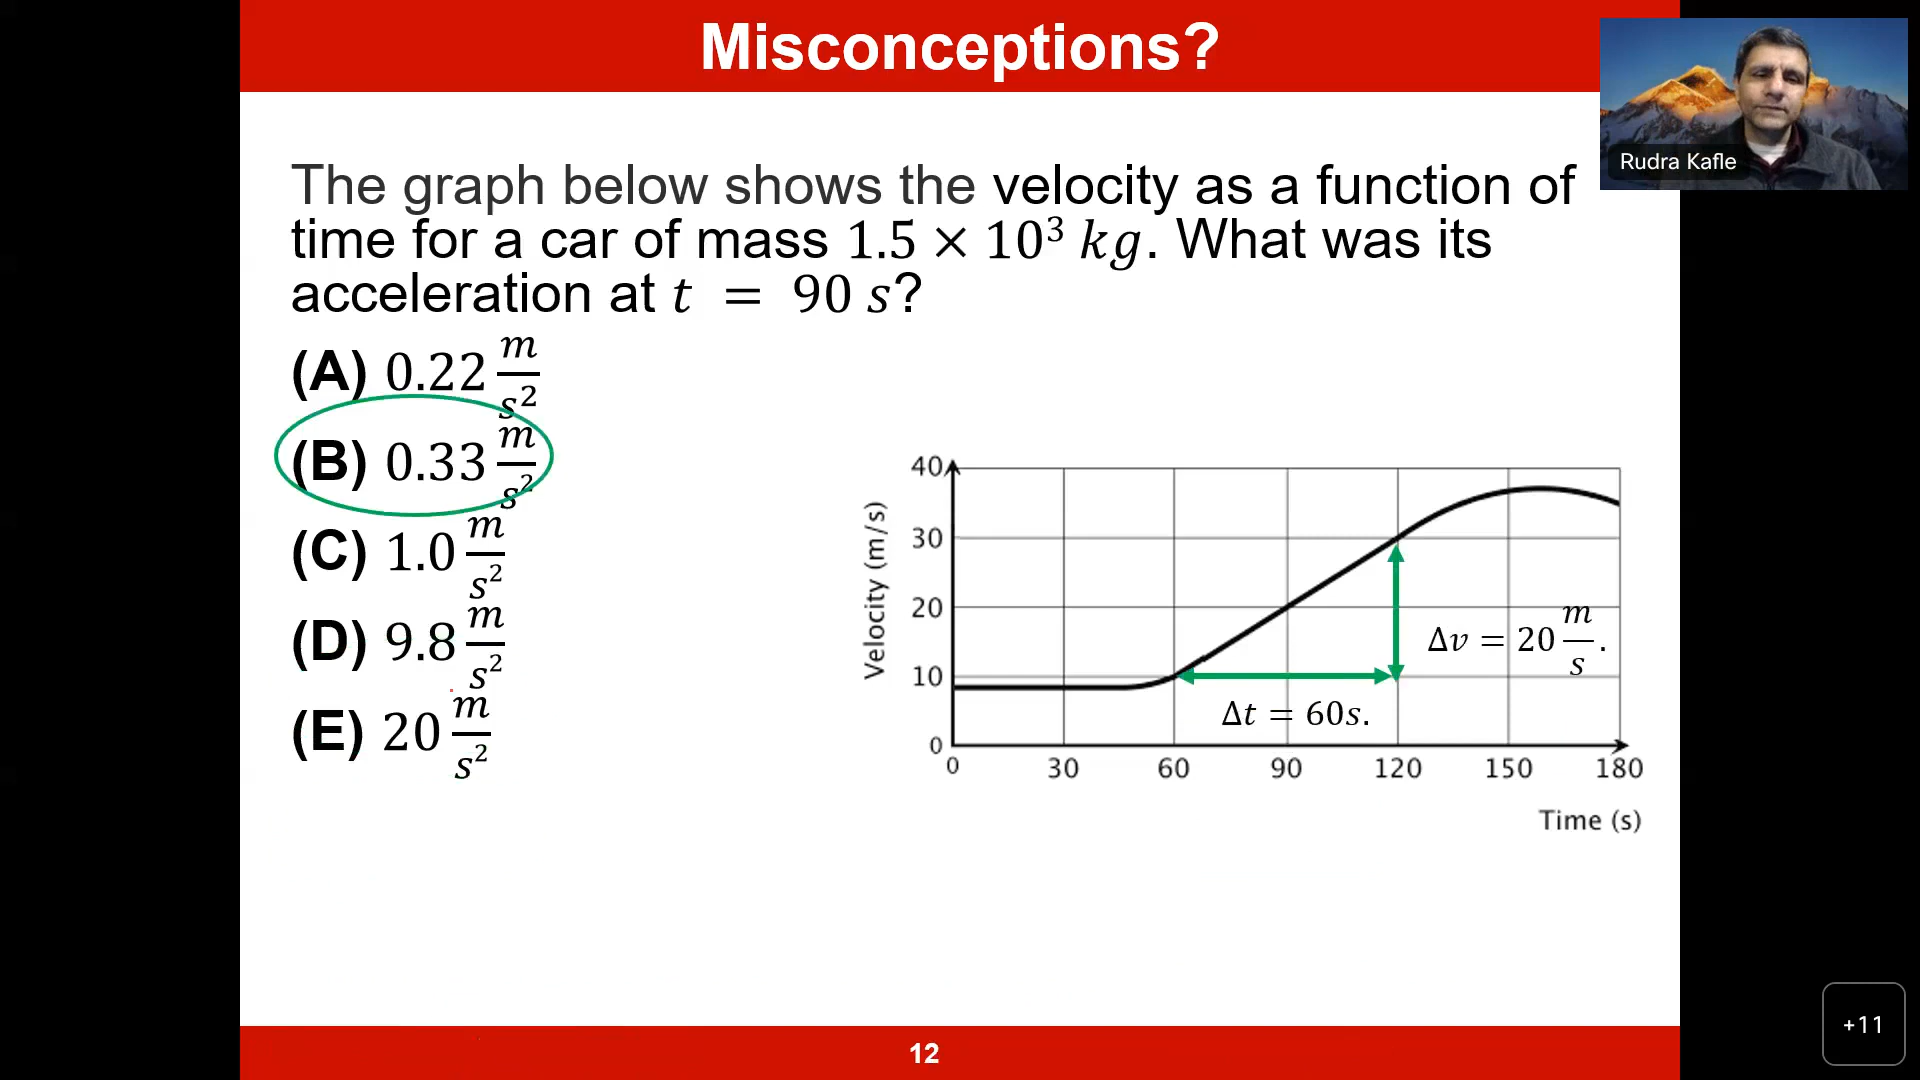 Misconceptions?
Rudra Kafle
The graph below shows the velocity as a function of
time for a car of mass 1.5 × 10³ kg. What was its
acceleration at t = 90 s?
(A) 0.22 m/s²
(B) 0.33 m/s²
(C) 1.0 m/s²
(D) 9.8 m/s²
(E) 20 m/s²
Velocity (m/s)
40
30
20
10
0
Δv = 20 m/s.
Δt = 60s.
0 30 60 90 120 150 180
Time (s)
12
+11